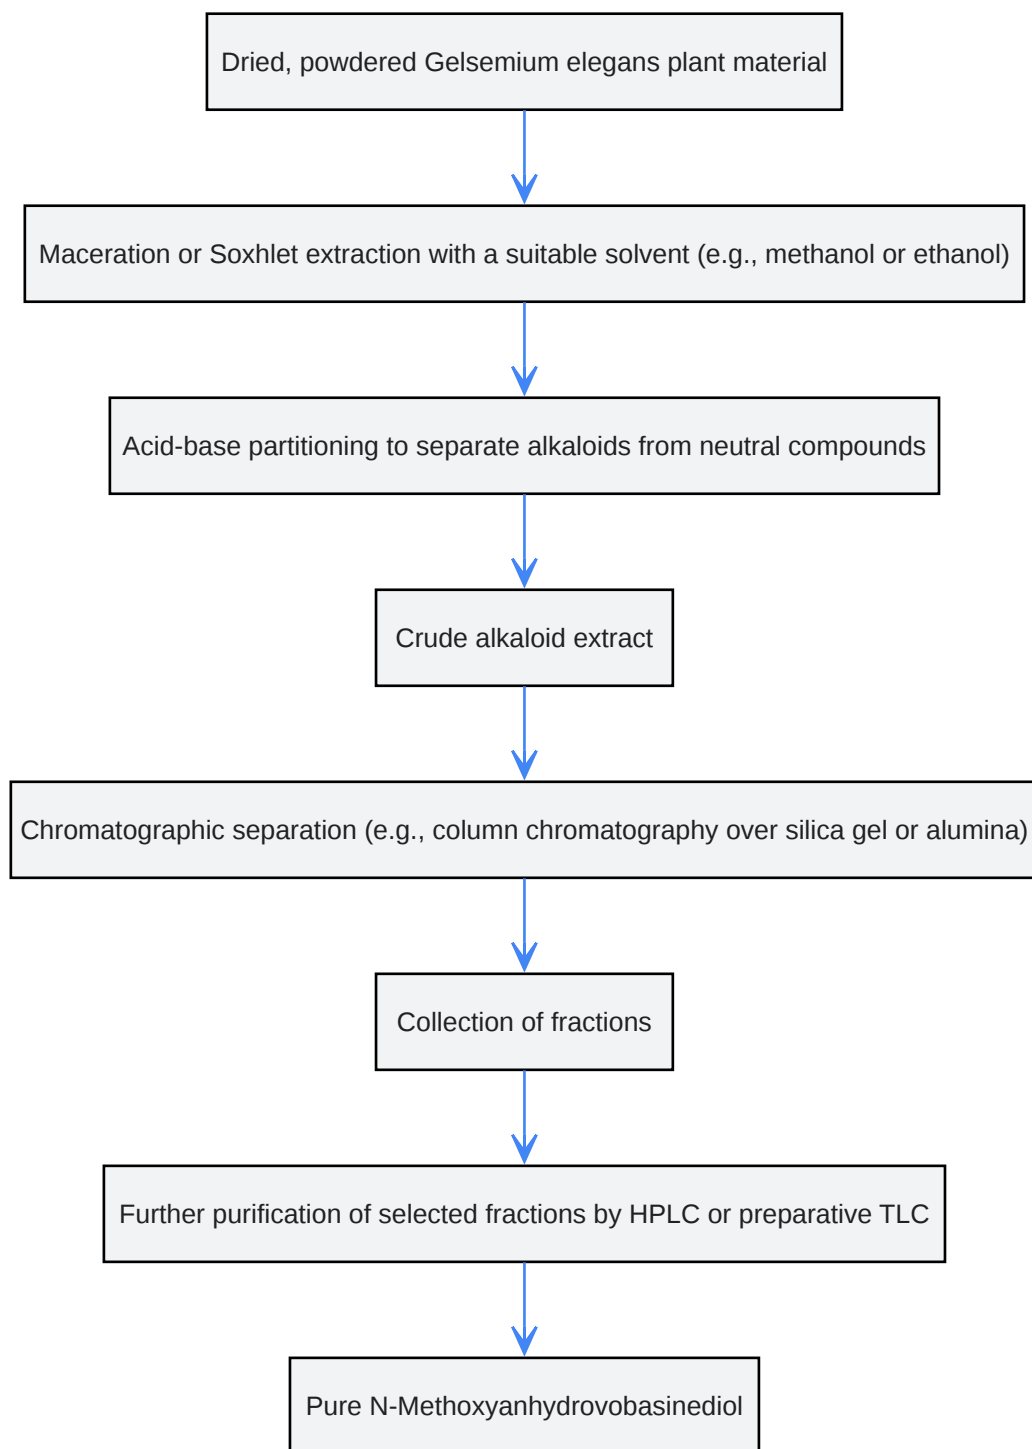 Dried, powdered Gelsemium elegans plant material
Maceration or Soxhlet extraction with a suitable solvent (e.g., methanol or ethanol)
Acid-base partitioning to separate alkaloids from neutral compounds
Crude alkaloid extract
Chromatographic separation (e.g., column chromatography over silica gel or alumina)
Collection of fractions
Further purification of selected fractions by HPLC or preparative TLC
Pure N-Methoxyanhydrovobasinediol